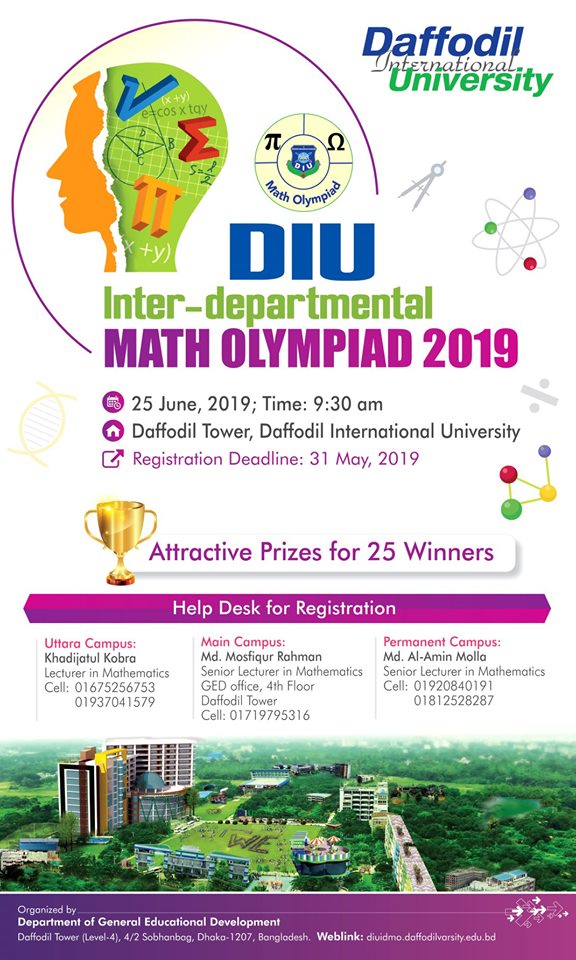 Daffodil
International
University
(x+y)
e=cos x tqy
π Ω
DIU
Math Olympiad
DIU
Inter-departmental
MATH OLYMPIAD 2019
25 June, 2019; Time: 9:30 am
Daffodil Tower, Daffodil International University
Registration Deadline: 31 May, 2019
Attractive Prizes for 25 Winners
Help Desk for Registration
Uttara Campus:
Khadijatul Kobra
Lecturer in Mathematics
Cell: 01675256753
01937041579
Main Campus:
Md. Mosfiqur Rahman
Senior Lecturer in Mathematics
GED office, 4th Floor
Daffodil Tower
Cell: 01719795316
Permanent Campus:
Md. Al-Amin Molla
Senior Lecturer in Mathematics
Cell: 01920840191
01812528287
Organized by
Department of General Educational Development
Daffodil Tower (Level-4), 4/2 Sobhanbag, Dhaka-1207, Bangladesh. Weblink: diuidmo.daffodilvarsity.edu.bd